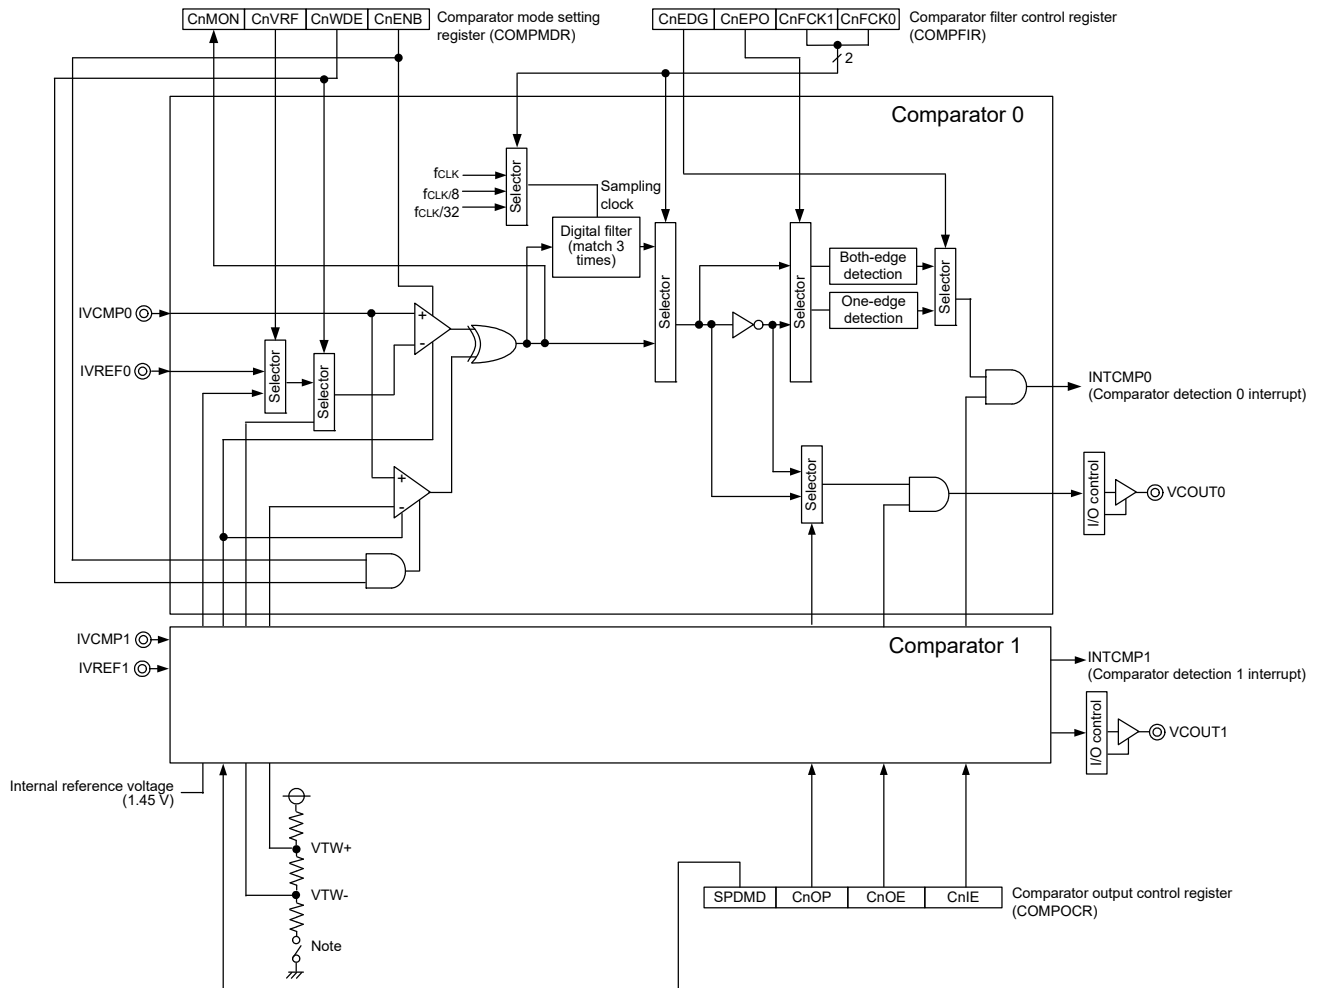 CnMON CnVRF CnWDE CnENB
Comparator mode setting
register (COMPMDR)
CnEDG CnEPO CnFCK1 CnFCK0
Comparator filter control register
(COMPFIR)
2
Comparator 0
fCLK
fCLK/8
fCLK/32
Selector
Sampling
clock
Digital filter
(match 3
times)
Selector
Selector
Both-edge
detection
One-edge
detection
Selector
IVCMP0
+
-
IVREF0
Selector
Selector
INTCMP0
(Comparator detection 0 interrupt)
+
-
Selector
I/O control
VCOUT0
IVCMP1
IVREF1
Comparator 1
INTCMP1
(Comparator detection 1 interrupt)
I/O control
VCOUT1
Internal reference voltage
(1.45 V)
VTW+
VTW-
Note
SPDMD CnOP CnOE CnIE
Comparator output control register
(COMPOCR)